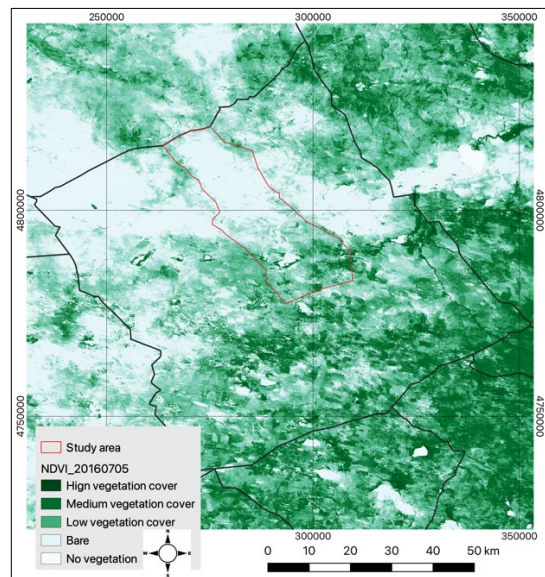 250000 300000 350000
4800000 4800000
4750000 4750000
Study area
NDVI_20160705
Hign vegetation cover
Medium vegetation cover
Low vegetation cover
Bare
No vegetation
N
W E
S
300000 350000
0 10 20 30 40 50 km